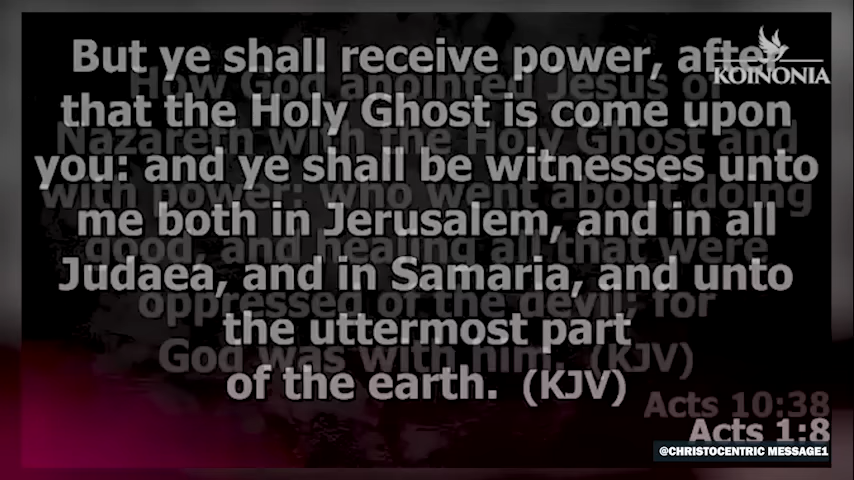 But ye shall receive power, after
that the Holy Ghost is come upon
you: and ye shall be witnesses unto
me both in Jerusalem, and in all
Judaea, and in Samaria, and unto
the uttermost part
of the earth. (KJV)
Acts 1:8
How God anointed Jesus of
Nazareth with the Holy Ghost and
with power: who went about doing
good, and healing all that were
oppressed of the devil; for
God was with him. (KJV)
Acts 10:38
KOINONIA
@CHRISTOCENTRIC MESSAGE1